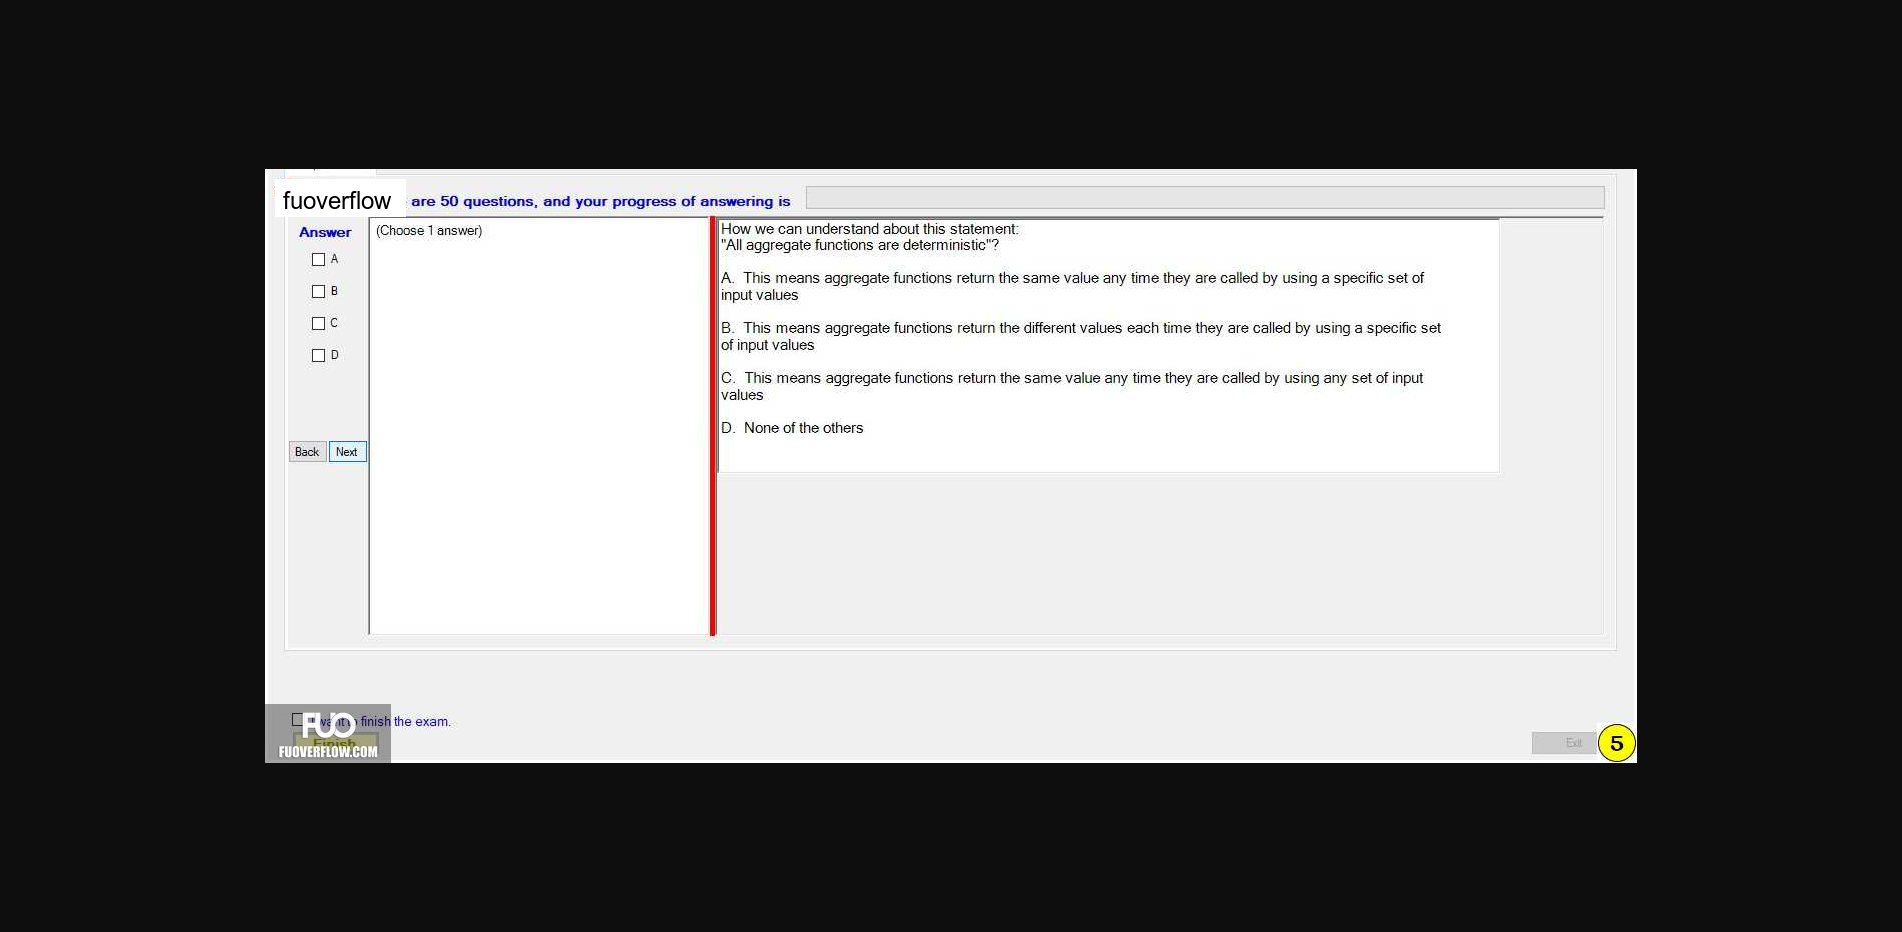 fuoverflow are 50 questions, and your progress of answering is
Answer
A
B
C
D
Back Next
(Choose 1 answer)
How we can understand about this statement:
"All aggregate functions are deterministic"?
A. This means aggregate functions return the same value any time they are called by using a specific set of
input values
B. This means aggregate functions return the different values each time they are called by using a specific set
of input values
C. This means aggregate functions return the same value any time they are called by using any set of input
values
D. None of the others
I want to finish the exam.
FUO
Finish
FUOVERFLOW.COM
Exit
5